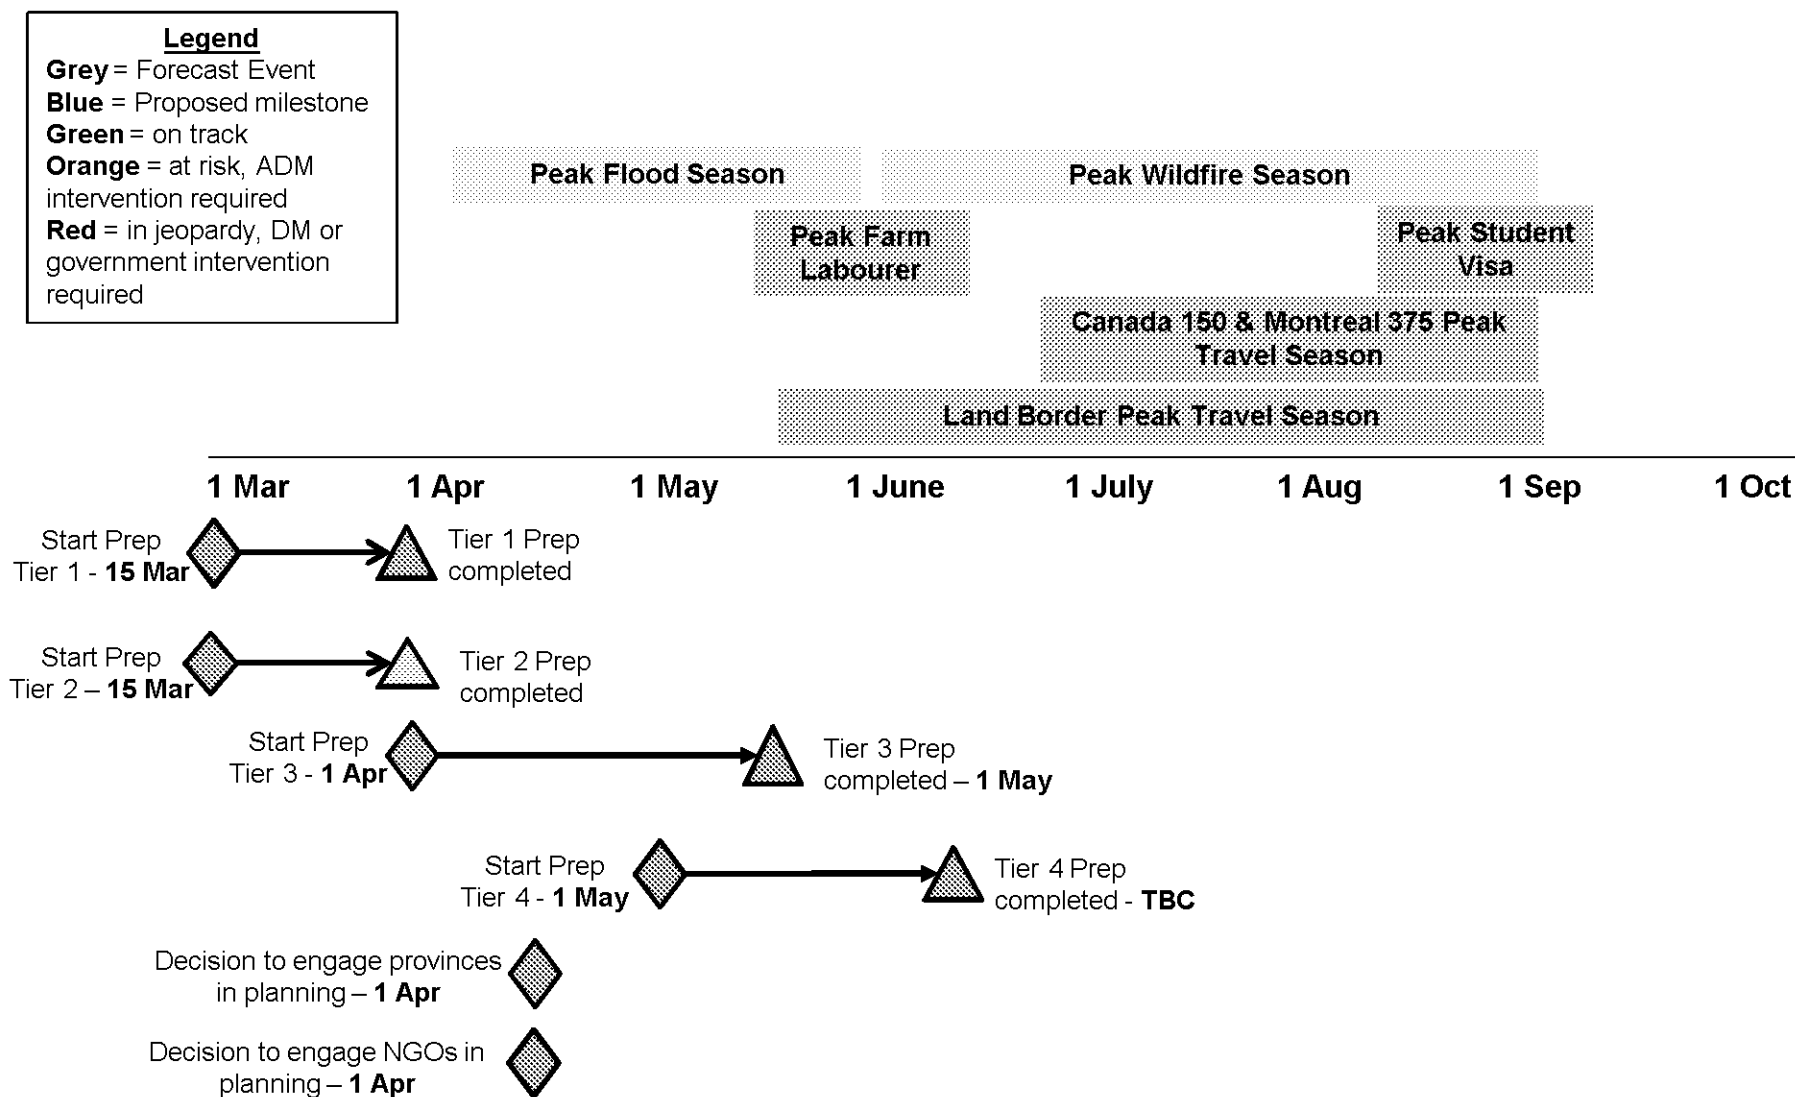 Legend
Grey = Forecast Event
Blue = Proposed milestone
Green = on track
Orange = at risk, ADM
intervention required
Red = in jeopardy, DM or
government intervention
required
Peak Flood Season
Peak Wildfire Season
Peak Farm
Labourer
Peak Student
Visa
Canada 150 & Montreal 375 Peak
Travel Season
Land Border Peak Travel Season
1 Mar
1 Apr
1 May
1 June
1 July
1 Aug
1 Sep
1 Oct
Start Prep
Tier 1 - 15 Mar
Tier 1 Prep
completed
Start Prep
Tier 2 – 15 Mar
Tier 2 Prep
completed
Start Prep
Tier 3 - 1 Apr
Tier 3 Prep
completed – 1 May
Start Prep
Tier 4 - 1 May
Tier 4 Prep
completed - TBC
Decision to engage provinces
in planning – 1 Apr
Decision to engage NGOs in
planning – 1 Apr